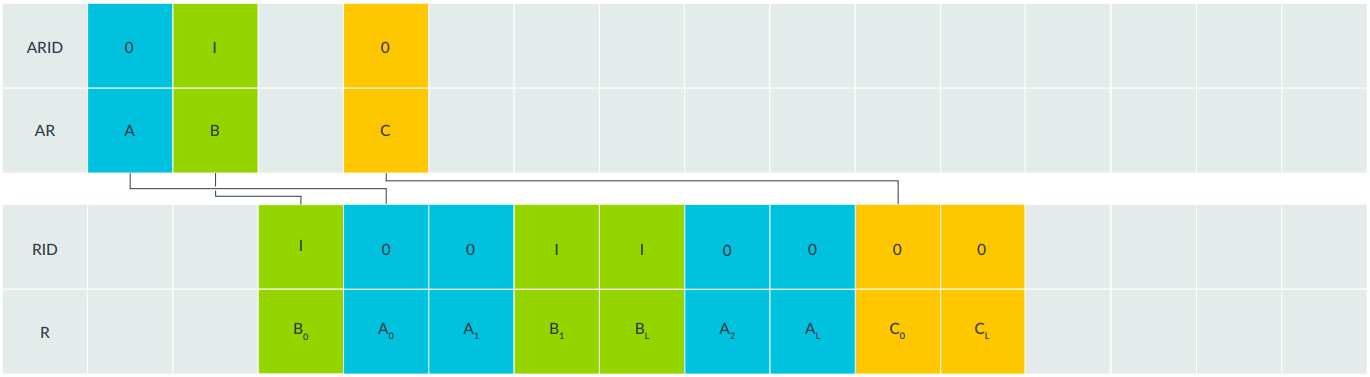 ARID 0 I 0
AR A B C
RID I 0 0 I I 0 0 0 0
R B0 A0 A1 B1 BL A2 AL C0 CL